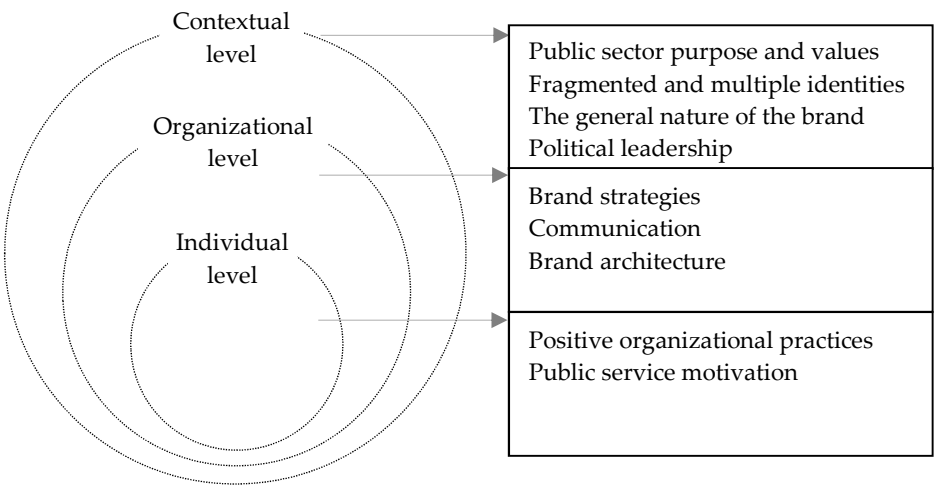 Contextual
level
Public sector purpose and values
Fragmented and multiple identities
The general nature of the brand
Political leadership
Organizational
level
Brand strategies
Communication
Brand architecture
Individual
level
Positive organizational practices
Public service motivation